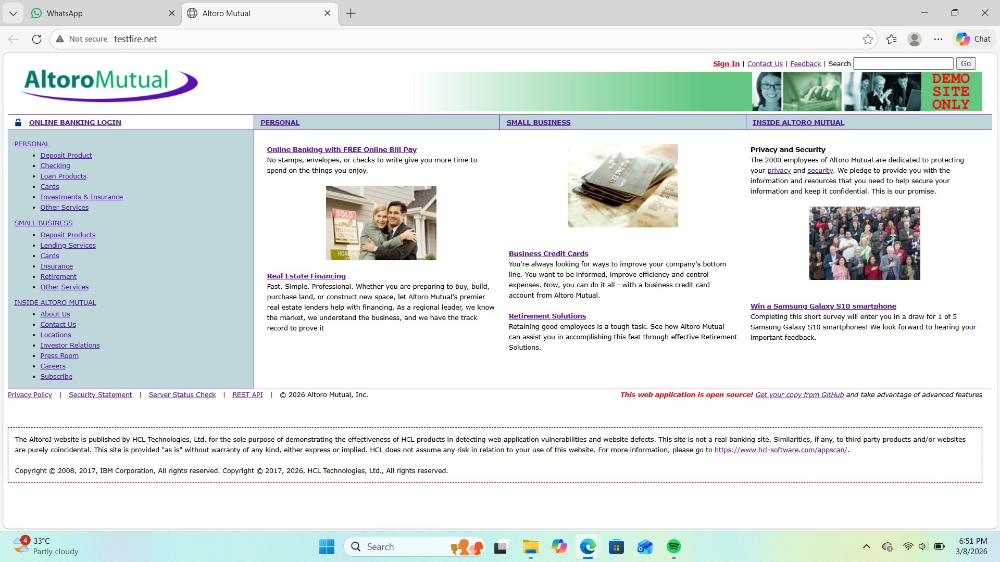 WhatsApp
Altoro Mutual
Not secure testfire.net
Chat
Sign In | Contact Us | Feedback | Search Go
AltoroMutual
DEMO
SITE
ONLY
ONLINE BANKING LOGIN
PERSONAL
SMALL BUSINESS
INSIDE ALTORO MUTUAL
PERSONAL
• Deposit Product
• Checking
• Loan Products
• Cards
• Investments & Insurance
• Other Services
SMALL BUSINESS
• Deposit Products
• Lending Services
• Cards
• Insurance
• Retirement
• Other Services
INSIDE ALTORO MUTUAL
• About Us
• Contact Us
• Locations
• Investor Relations
• Press Room
• Careers
• Subscribe
Online Banking with FREE Online Bill Pay
No stamps, envelopes, or checks to write give you more time to
spend on the things you enjoy.
SOLD
BELLEMONT
CROSSING
HOMESITE
Real Estate Financing
Fast. Simple. Professional. Whether you are preparing to buy, build,
purchase land, or construct new space, let Altoro Mutual's premier
real estate lenders help with financing. As a regional leader, we know
the market, we understand the business, and we have the track
record to prove it
Business Credit Cards
You're always looking for ways to improve your company's bottom
line. You want to be informed, improve efficiency and control
expenses. Now, you can do it all - with a business credit card
account from Altoro Mutual.
Retirement Solutions
Retaining good employees is a tough task. See how Altoro Mutual
can assist you in accomplishing this feat through effective Retirement
Solutions.
Privacy and Security
The 2000 employees of Altoro Mutual are dedicated to protecting
your privacy and security. We pledge to provide you with the
information and resources that you need to help secure your
information and keep it confidential. This is our promise.
Win a Samsung Galaxy S10 smartphone
Completing this short survey will enter you in a draw for 1 of 5
Samsung Galaxy S10 smartphones! We look forward to hearing your
important feedback.
Privacy Policy | Security Statement | Server Status Check | REST API | © 2026 Altoro Mutual, Inc.
This web application is open source! Get your copy from GitHub and take advantage of advanced features
The AltoroJ website is published by HCL Technologies, Ltd. for the sole purpose of demonstrating the effectiveness of HCL products in detecting web application vulnerabilities and website defects. This site is not a real banking site. Similarities, if any, to third party products and/or websites
are purely coincidental. This site is provided "as is" without warranty of any kind, either express or implied. HCL does not assume any risk in relation to your use of this website. For more information, please go to https://www.hcl-software.com/appscan/.
Copyright © 2008, 2017, IBM Corporation, All rights reserved. Copyright © 2017, 2026, HCL Technologies, Ltd., All rights reserved.
4
33°C
Partly cloudy
Search
6:51 PM
3/8/2026